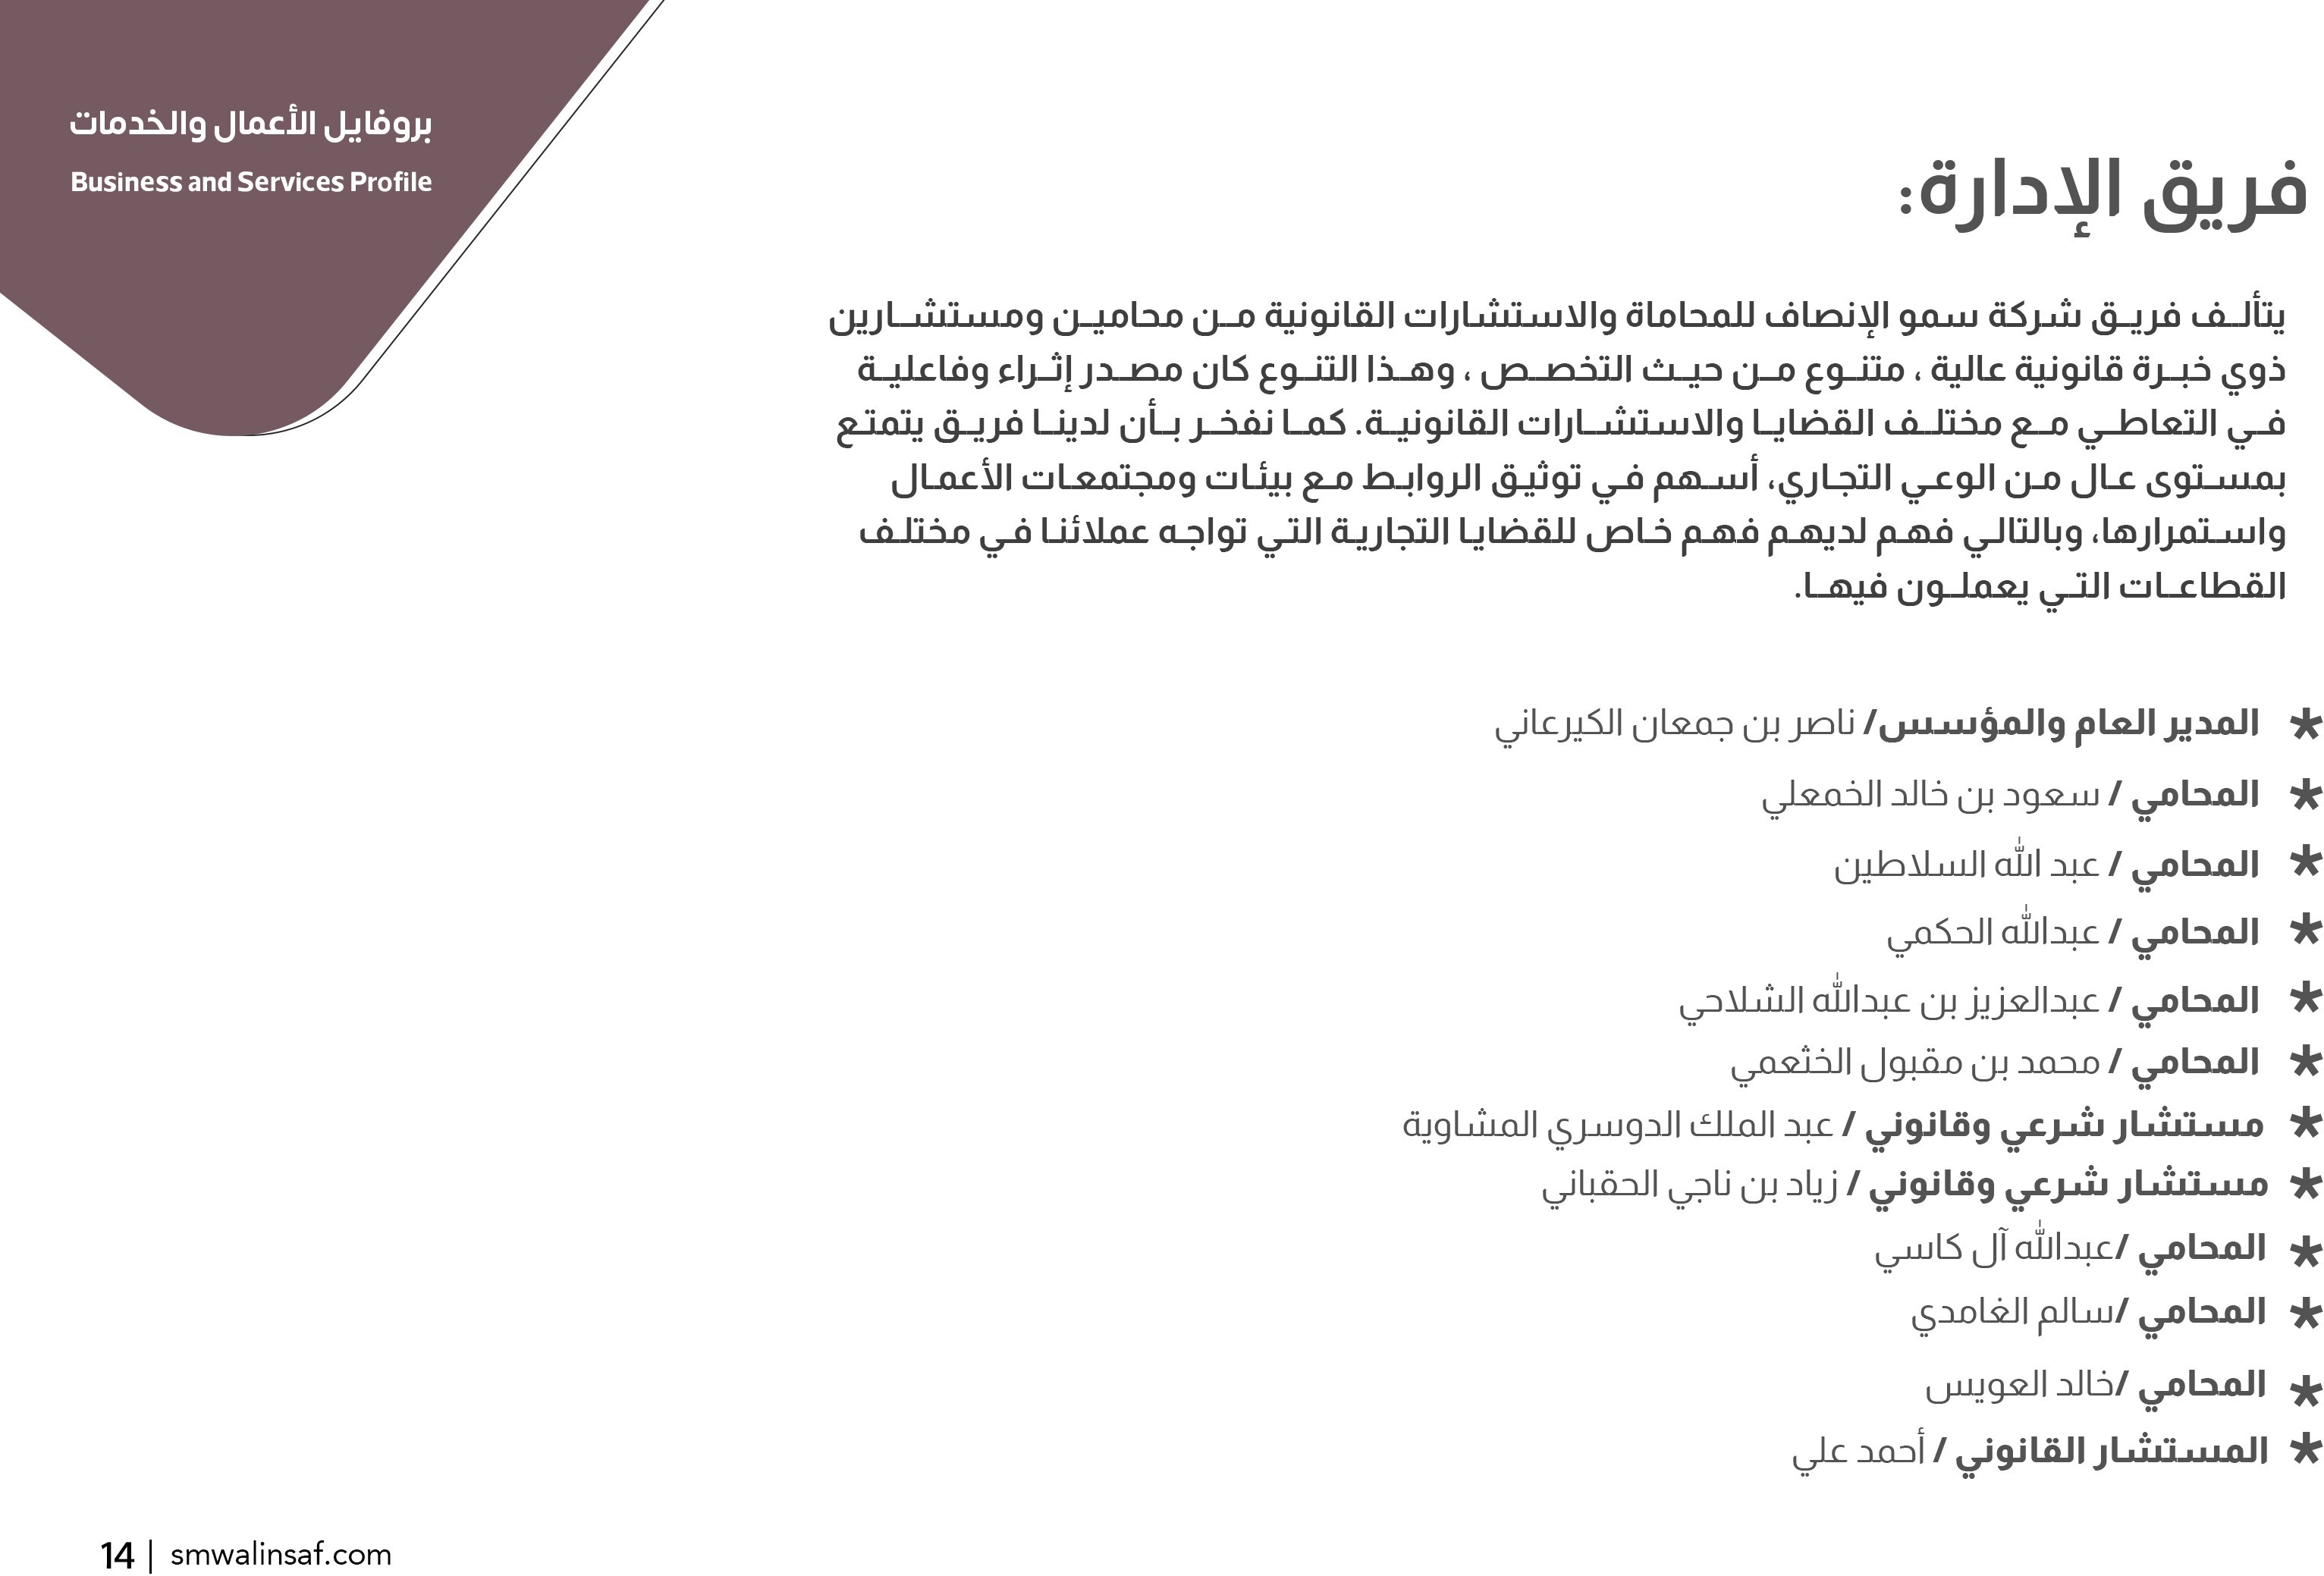 بروفايل الأعمال والخدمات
Business and Services Profile
فريق الإدارة:
يتألف فريق شركة سمو الإنصاف للمحاماة والاستشارات القانونية من محامين ومستشارين
ذوي خبرة قانونية عالية ، متنوع من حيث التخصص ، وهذا التنوع كان مصدر إثراء وفاعلية
في التعاطي مع مختلف القضايا والاستشارات القانونية. كما نفخر بأن لدينا فريق يتمتع
بمستوى عال من الوعي التجاري، أسهم في توثيق الروابط مع بيئات ومجتمعات الأعمال
واستمرارها، وبالتالي فهم لديهم فهم خاص للقضايا التجارية التي تواجه عملائنا في مختلف
القطاعات التي يعملون فيها.
* المدير العام والمؤسس/ ناصر بن جمعان الكيرعاني
* المحامي / سعود بن خالد الخمعلي
* المحامي / عبد الله السلاطين
* المحامي / عبدالله الحكمي
* المحامي / عبدالعزيز بن عبدالله الشلاحي
* المحامي / محمد بن مقبول الخثعمي
* مستشار شرعي وقانوني / عبد الملك الدوسري المشاوية
* مستشار شرعي وقانوني / زياد بن ناجي الحقباني
* المحامي /عبدالله آل كاسي
* المحامي /سالم الغامدي
* المحامي /خالد العويس
* المستشار القانوني / أحمد علي
14 | smwalinsaf.com